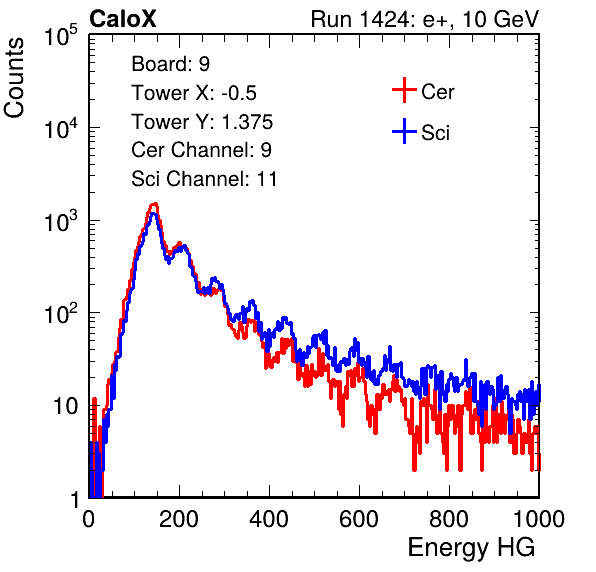 CaloX Run 1424: e+, 10 GeV
Counts
Board: 9
Tower X: -0.5
Tower Y: 1.375
Cer Channel: 9
Sci Channel: 11
Cer
Sci
10^5
10^4
10^3
10^2
10
1
0 200 400 600 800 1000
Energy HG